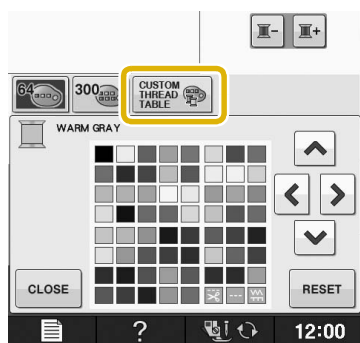 64
300
CUSTOM
THREAD
TABLE
WARM GRAY
CLOSE
RESET
?
12:00